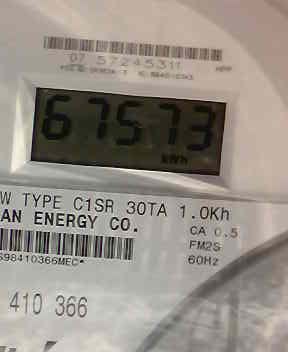 07 57245311
67573
kWh
W TYPE C1SR 30TA 1.0Kh
AN ENERGY CO.
CA 0.5
FM2S
S98410366MEC*
60Hz
410 366